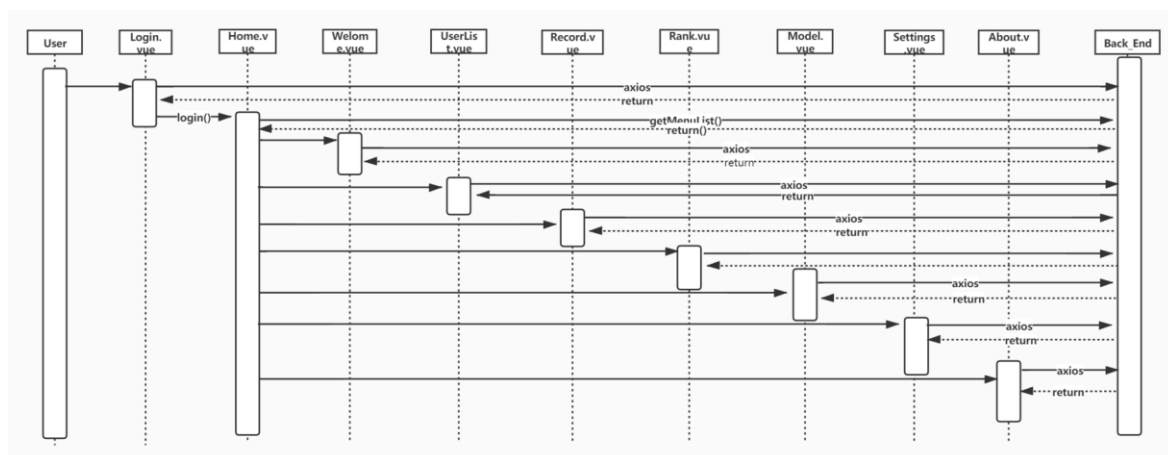 User
Login.
vue
Home.v
ue
Welom
e.vue
UserLis
t.vue
Record.v
ue
Rank.vu
e
Model.
vue
Settings
.vue
About.v
ue
Back_End
axios
return
login()
getMenuList()
return()
axios
return
axios
return
axios
return
axios
return
axios
return
axios
return